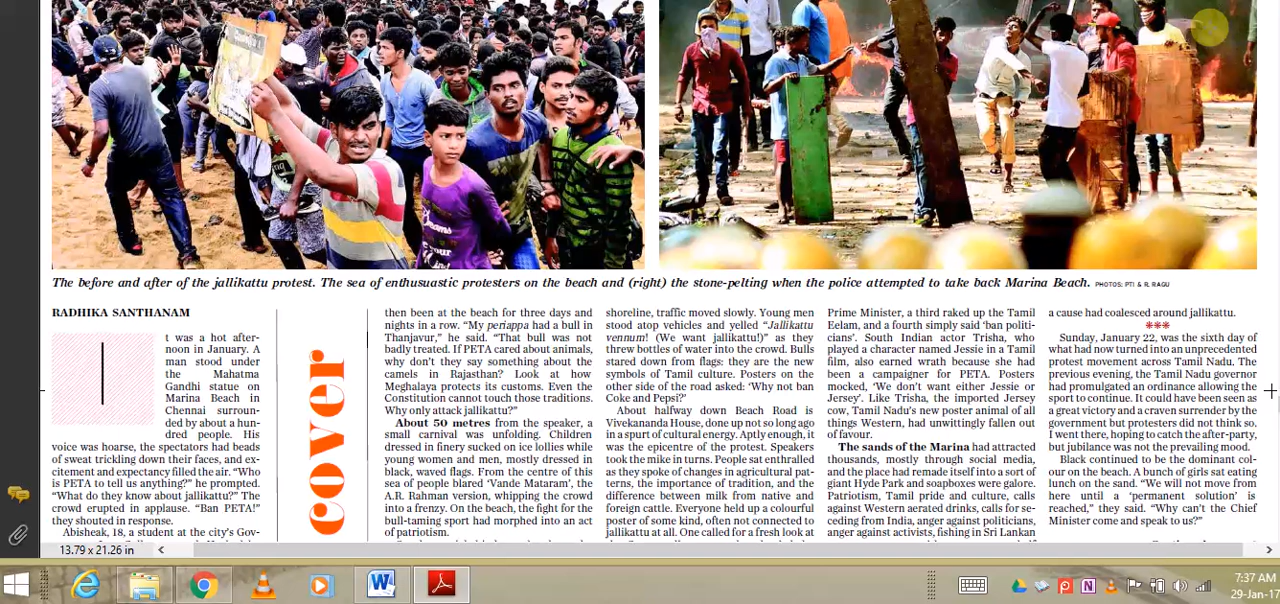 The before and after of the jallikattu protest. The sea of enthusuastic protesters on the beach and (right) the stone-pelting when the police attempted to take back Marina Beach. PHOTOS: PTI & R. RAGU
RADHIKA SANTHANAM
I
t was a hot after-
noon in January. A
man stood under
the Mahatma
Gandhi statue on
Marina Beach in
Chennai surroun-
ded by about a hun-
dred people. His
voice was hoarse, the spectators had beads
of sweat trickling down their faces, and ex-
citement and expectancy filled the air. “Who
is PETA to tell us anything?” he prompted.
“What do they know about jallikattu?” The
crowd erupted in applause. “Ban PETA!”
they shouted in response.
Abisheak, 18, a student at the city's Gov-
cover
then been at the beach for three days and
nights in a row. “My periappa had a bull in
Thanjavur,” he said. “That bull was not
badly treated. If PETA cared about animals,
why don't they say something about the
camels in Rajasthan? Look at how
Meghalaya protects its customs. Even the
Constitution cannot touch those traditions.
Why only attack jallikattu?”
About 50 metres from the speaker, a
small carnival was unfolding. Children
dressed in finery sucked on ice lollies while
young women and men, mostly dressed in
black, waved flags. From the centre of this
sea of people blared ‘Vande Mataram’, the
A.R. Rahman version, whipping the crowd
into a frenzy. On the beach, the fight for the
bull-taming sport had morphed into an act
of patriotism.
shoreline, traffic moved slowly. Young men
stood atop vehicles and yelled “Jallikattu
vennum! (We want jallikattu!)” as they
threw bottles of water into the crowd. Bulls
stared down from flags: they are the new
symbols of Tamil culture. Posters on the
other side of the road asked: ‘Why not ban
Coke and Pepsi?’
About halfway down Beach Road is
Vivekananda House, done up not so long ago
in a spurt of cultural energy. Aptly enough, it
was the epicentre of the protest. Speakers
took the mike in turns. People sat enthralled
as they spoke of changes in agricultural pat-
terns, the importance of tradition, and the
difference between milk from native and
foreign cattle. Everyone held up a colourful
poster of some kind, often not connected to
jallikattu at all. One called for a fresh look at
Prime Minister, a third raked up the Tamil
Eelam, and a fourth simply said ‘ban politi-
cians’. South Indian actor Trisha, who
played a character named Jessie in a Tamil
film, also earned wrath because she had
been a campaigner for PETA. Posters
mocked, ‘We don't want either Jessie or
Jersey’. Like Trisha, the imported Jersey
cow, Tamil Nadu's new poster animal of all
things Western, had unwittingly fallen out
of favour.
The sands of the Marina had attracted
thousands, mostly through social media,
and the place had remade itself into a sort of
giant Hyde Park and soapboxes were galore.
Patriotism, Tamil pride and culture, calls
against Western aerated drinks, calls for se-
ceding from India, anger against politicians,
anger against activists, fishing in Sri Lankan
a cause had coalesced around jallikattu.
***
Sunday, January 22, was the sixth day of
what had now turned into an unprecedented
protest movement across Tamil Nadu. The
previous evening, the Tamil Nadu governor
had promulgated an ordinance allowing the
sport to continue. It could have been seen as
a great victory and a craven surrender by the
government but protesters did not think so.
I went there, hoping to catch the after-party,
but jubilance was not the prevailing mood.
Black continued to be the dominant col-
our on the beach. A bunch of girls sat eating
lunch on the sand. “We will not move from
here until a ‘permanent solution’ is
reached,” they said. “Why can't the Chief
Minister come and speak to us?”
13.79 x 21.26 in
7:37 AM
29-Jan-17